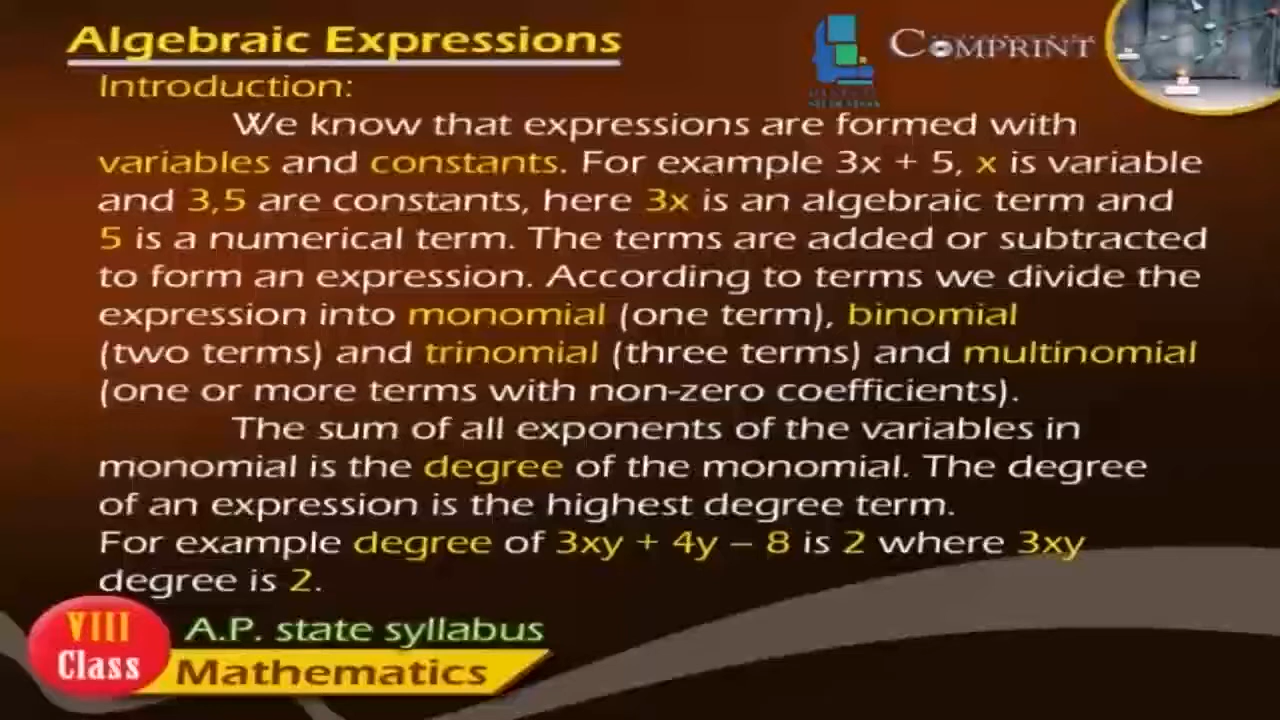 Algebraic Expressions
COMPRINT
Introduction:
We know that expressions are formed with
variables and constants. For example 3x + 5, x is variable
and 3,5 are constants, here 3x is an algebraic term and
5 is a numerical term. The terms are added or subtracted
to form an expression. According to terms we divide the
expression into monomial (one term), binomial
(two terms) and trinomial (three terms) and multinomial
(one or more terms with non-zero coefficients).
The sum of all exponents of the variables in
monomial is the degree of the monomial. The degree
of an expression is the highest degree term.
For example degree of 3xy + 4y – 8 is 2 where 3xy
degree is 2.
VIII
Class
A.P. state syllabus
Mathematics